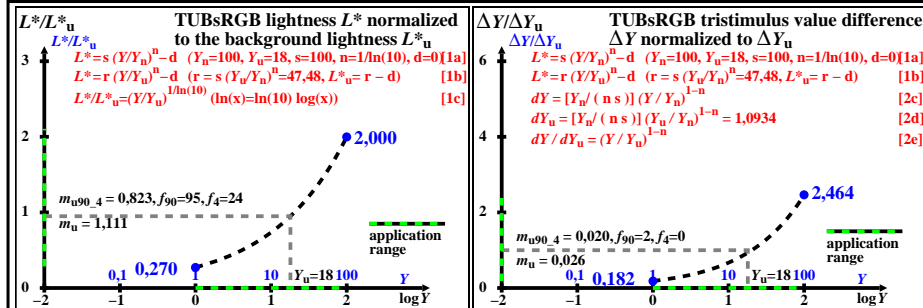 L*/L*u TUBsRGB lightness L* normalized
L*/L*u to the background lightness L*u
L*=s (Y/Yn)^n−d (Yn=100, Yu=18, s=100, n=1/ln(10), d=0) [1a]
L*=r (Y/Yu)^n−d (r=s (Yu/Yn)^n=47,48, L*u = r − d) [1b]
L*/L*u=(Y/Yu)^1/ln(10) (ln(x)=ln(10) log(x)) [1c]
3
2
2,000
mu90_4 = 0,823, f90=95, f4=24
1
mu = 1,111
application
range
0,270
0,1 1 10 Yu=18 100 Y
0
−2 −1 0 1 2 log Y
ΔY/ΔYu TUBsRGB tristimulus value difference
ΔY/ΔYu ΔY normalized to ΔYu
L*=s (Y/Yn)^n−d (Yn=100, Yu=18, s=100, n=1/ln(10), d=0) [1a]
L*=r (Y/Yu)^n−d (r=s (Yu/Yn)^n=47,48, L*u = r − d) [1b]
dY = [Yn / ( n s )] (Y / Yn)^1−n [2c]
dYu = [Yn / ( n s )] (Yu / Yn)^1−n = 1,0934 [2d]
dY / dYu = (Y / Yu)^1−n [2e]
6
4
2,464
2
mu90_4 = 0,020, f90=2, f4=0
mu = 0,026
application
range
0,182
0,1 1 10 Yu=18 100 Y
0
−2 −1 0 1 2 log Y